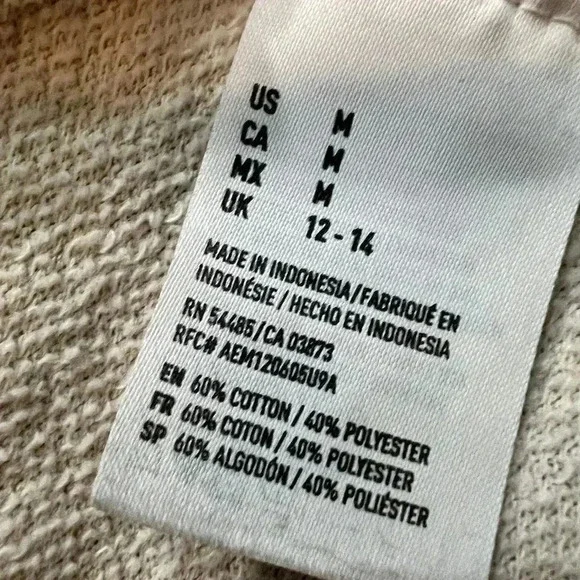 US M
CA M
MX M
UK 12 - 14
MADE IN INDONESIA/FABRIQUÉ EN
INDONÉSIE / HECHO EN INDONESIA
RN 54485/CA 03873
RFC# AEM120605U9A
EN 60% COTTON / 40% POLYESTER
FR 60% COTON / 40% POLYESTER
SP 60% ALGODÓN / 40% POLIÉSTER